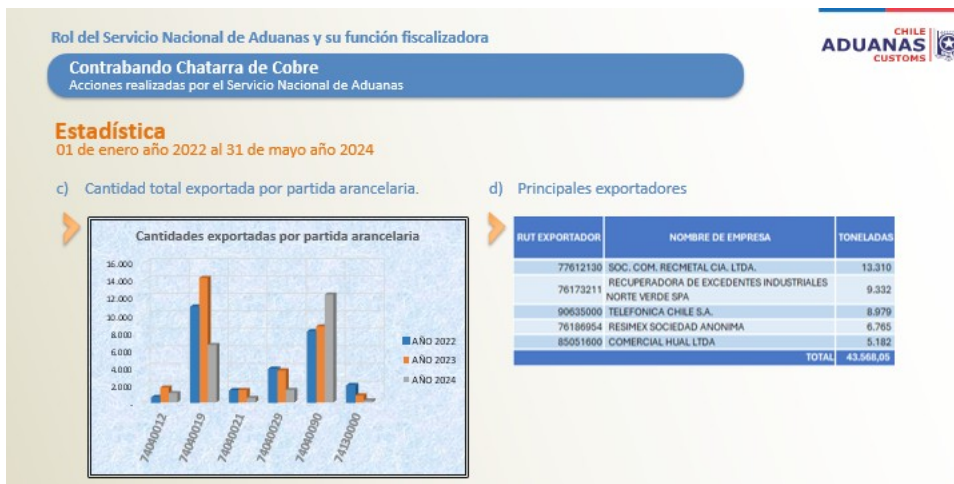 Rol del Servicio Nacional de Aduanas y su función fiscalizadora
CHILE
ADUANAS
CUSTOMS
Contrabando Chatarra de Cobre
Acciones realizadas por el Servicio Nacional de Aduanas
Estadística
01 de enero año 2022 al 31 de mayo año 2024
c) Cantidad total exportada por partida arancelaria.
Cantidades exportadas por partida arancelaria
16.000
14.000
12.000
10.000
8.000
6.000
4.000
2.000
-
74040012
74040019
74040021
74040029
74040090
74130000
AÑO 2022
AÑO 2023
AÑO 2024
d) Principales exportadores
RUT EXPORTADOR NOMBRE DE EMPRESA TONELADAS
77612130 SOC. COM. RECMETAL CIA. LTDA. 13.310
76173211 RECUPERADORA DE EXCEDENTES INDUSTRIALES
NORTE VERDE SPA 9.332
90635000 TELEFONICA CHILE S.A. 8.979
76186954 RESIMEX SOCIEDAD ANONIMA 6.765
85051600 COMERCIAL HUAL LTDA 5.182
TOTAL 43.568,05